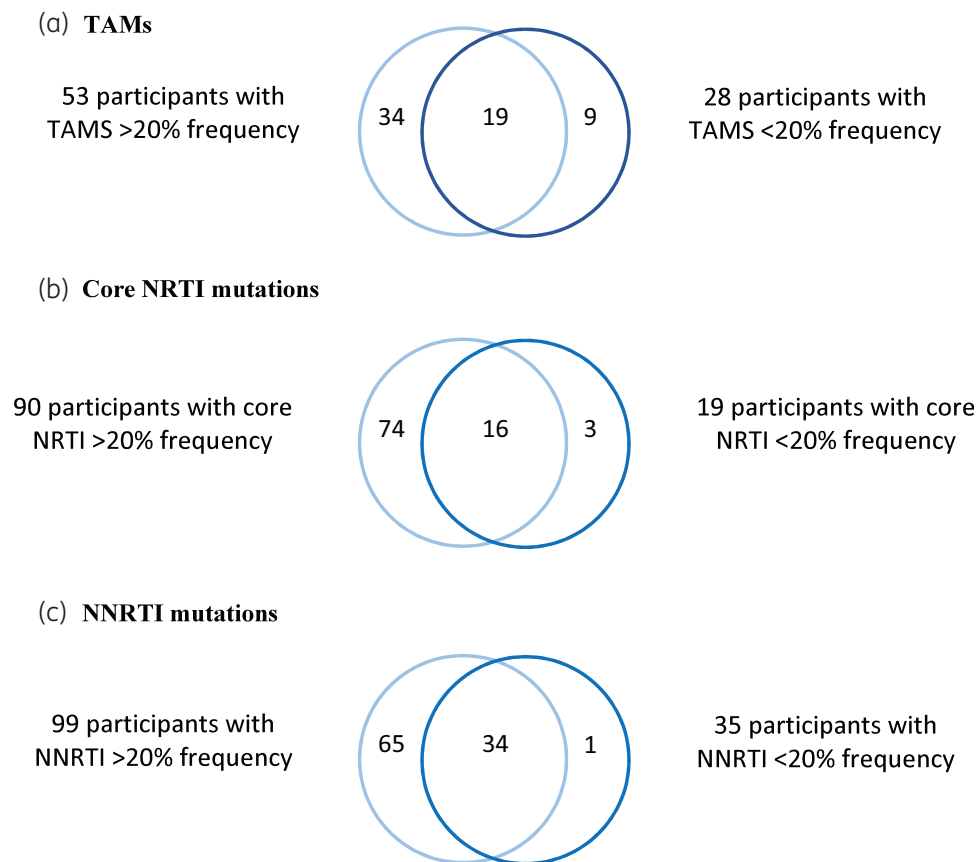 (a) TAMs
53 participants with
TAMS >20% frequency
34
19
9
28 participants with
TAMS <20% frequency
(b) Core NRTI mutations
90 participants with core
NRTI >20% frequency
74
16
3
19 participants with core
NRTI <20% frequency
(c) NNRTI mutations
99 participants with
NNRTI >20% frequency
65
34
1
35 participants with
NNRTI <20% frequency